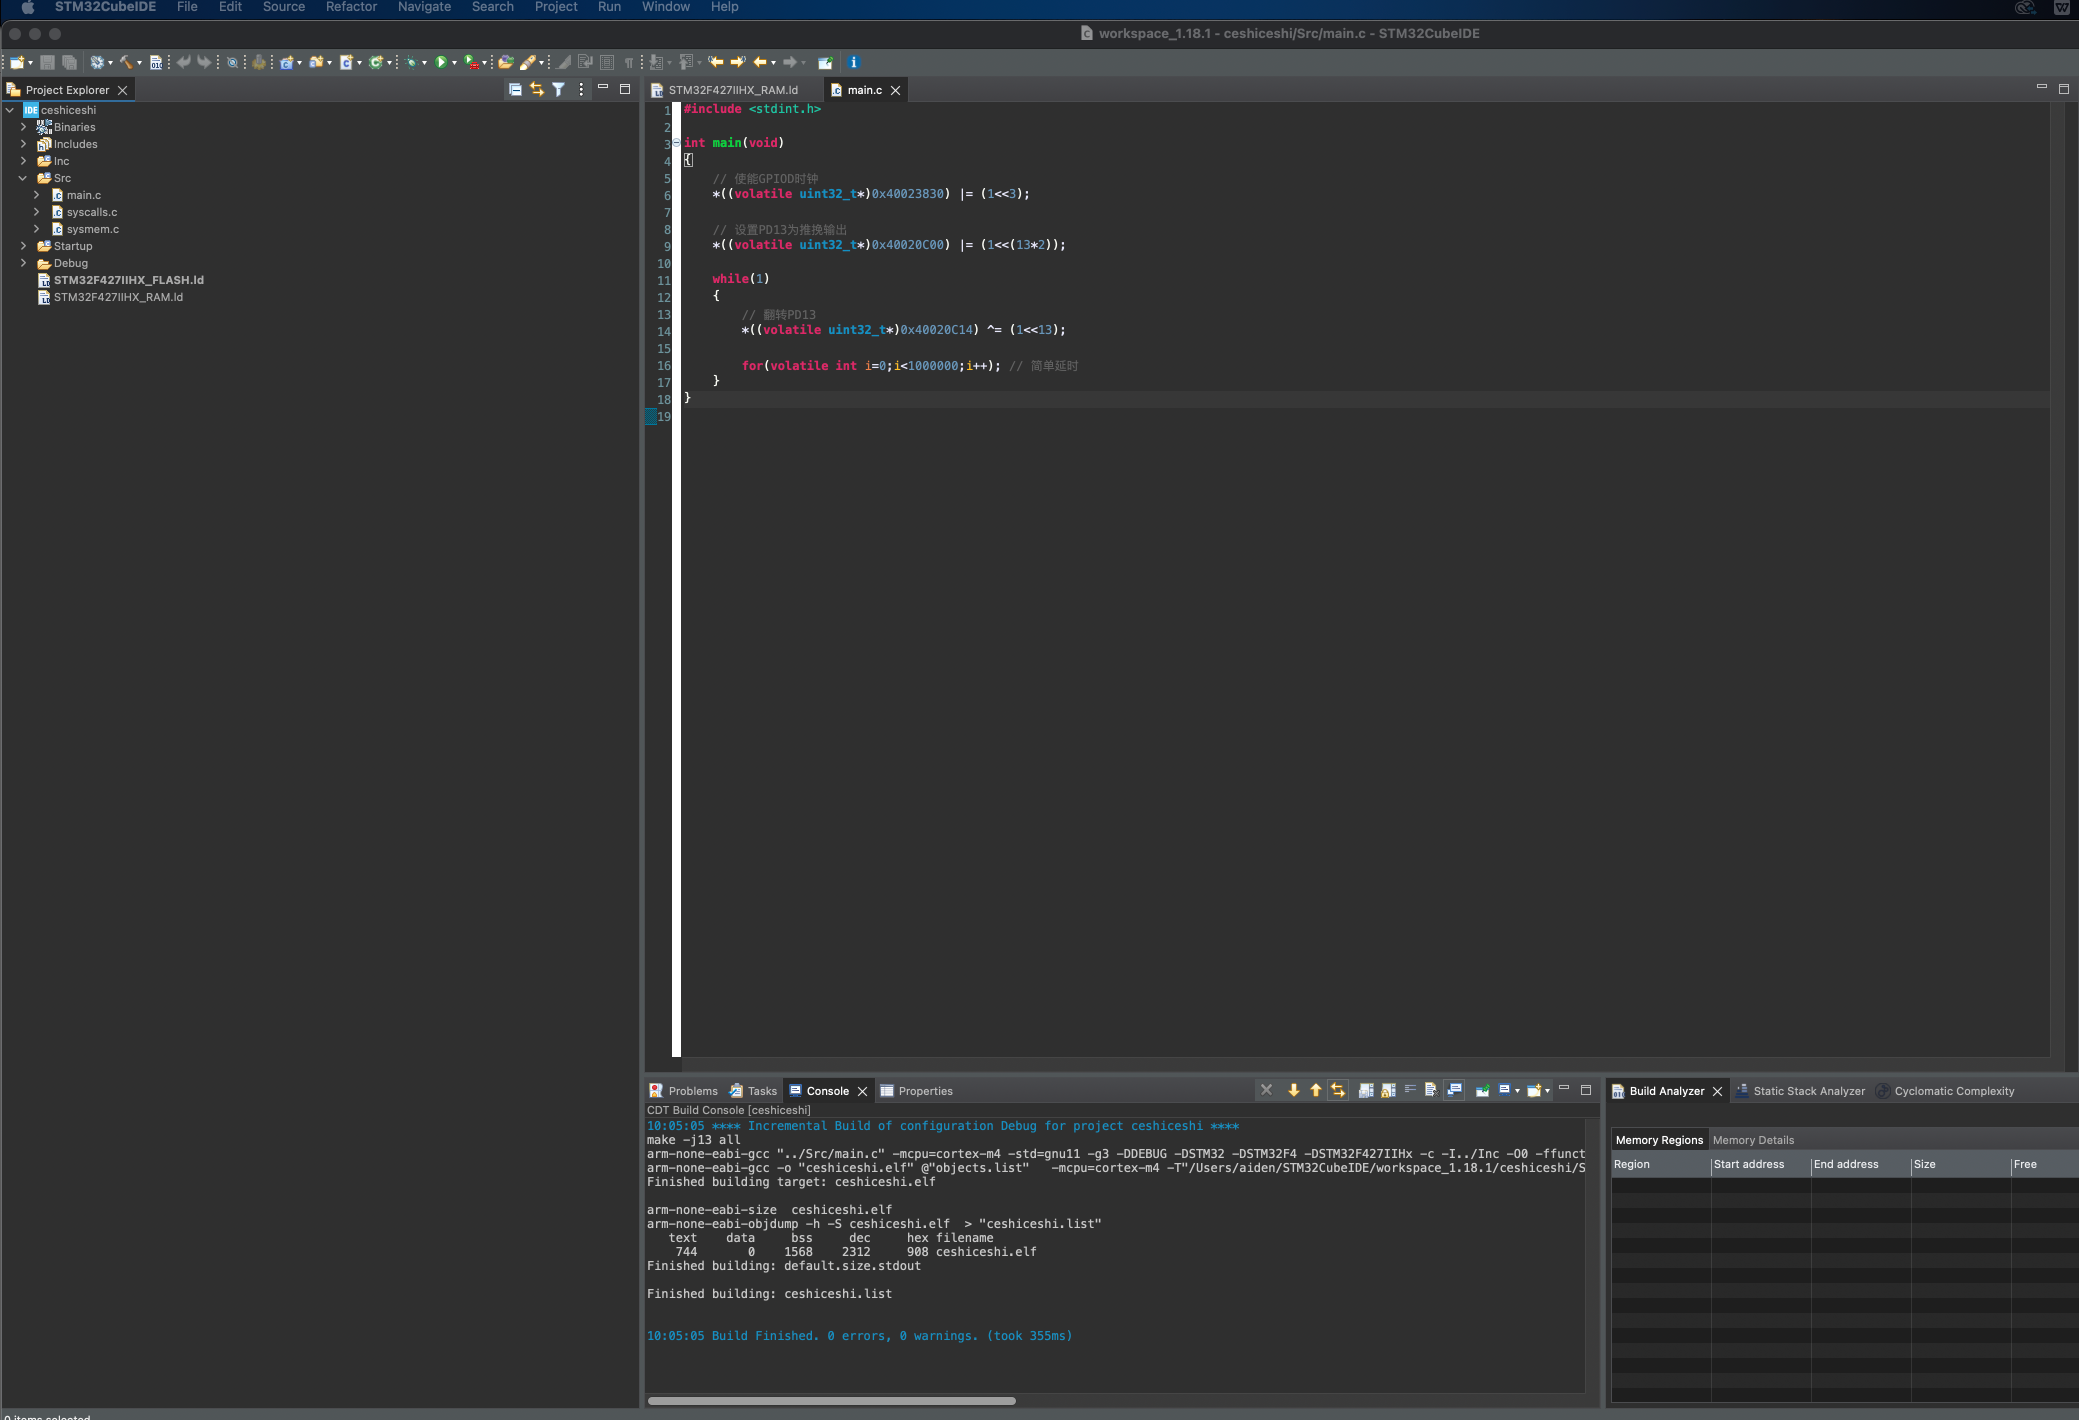 STM32CubeIDE File Edit Source Refactor Navigate Search Project Run Window Help
workspace_1.18.1 - ceshiceshi/Src/main.c - STM32CubeIDE
Project Explorer
IDE ceshiceshi
Binaries
Includes
Inc
Src
main.c
syscalls.c
sysmem.c
Startup
Debug
STM32F427IIHX_FLASH.ld
STM32F427IIHX_RAM.ld
STM32F427IIHX_RAM.ld main.c
1 #include <stdint.h>
2
3 int main(void)
4 {
5 // 使能GPIOD时钟
6 *((volatile uint32_t*)0x40023830) |= (1<<3);
7
8 // 设置PD13为推挽输出
9 *((volatile uint32_t*)0x40020C00) |= (1<<(13*2));
10
11 while(1)
12 {
13 // 翻转PD13
14 *((volatile uint32_t*)0x40020C14) ^= (1<<13);
15
16 for(volatile int i=0;i<1000000;i++); // 简单延时
17 }
18 }
19
Problems Tasks Console Properties
CDT Build Console [ceshiceshi]
10:05:05 **** Incremental Build of configuration Debug for project ceshiceshi ****
make -j13 all
arm-none-eabi-gcc "../Src/main.c" -mcpu=cortex-m4 -std=gnu11 -g3 -DDEBUG -DSTM32 -DSTM32F4 -DSTM32F427IIHx -c -I../Inc -O0 -ffunct
arm-none-eabi-gcc -o "ceshiceshi.elf" @"objects.list" -mcpu=cortex-m4 -T"/Users/aiden/STM32CubeIDE/workspace_1.18.1/ceshiceshi/S
Finished building target: ceshiceshi.elf
arm-none-eabi-size ceshiceshi.elf
arm-none-eabi-objdump -h -S ceshiceshi.elf > "ceshiceshi.list"
text data bss dec hex filename
744 0 1568 2312 908 ceshiceshi.elf
Finished building: default.size.stdout
Finished building: ceshiceshi.list
10:05:05 Build Finished. 0 errors, 0 warnings. (took 355ms)
Build Analyzer Static Stack Analyzer Cyclomatic Complexity
Memory Regions Memory Details
Region Start address End address Size Free
0 items selected